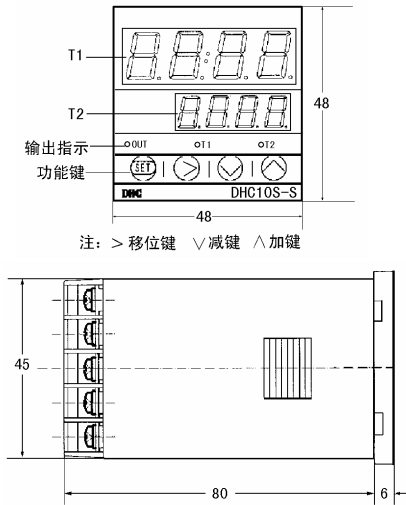 T1
48
T2
输出指示
OUT T1 T2
功能键
SET
DHC DHC10S-S
48
注: >移位键 ∨减键 ∧加键
45
80 6